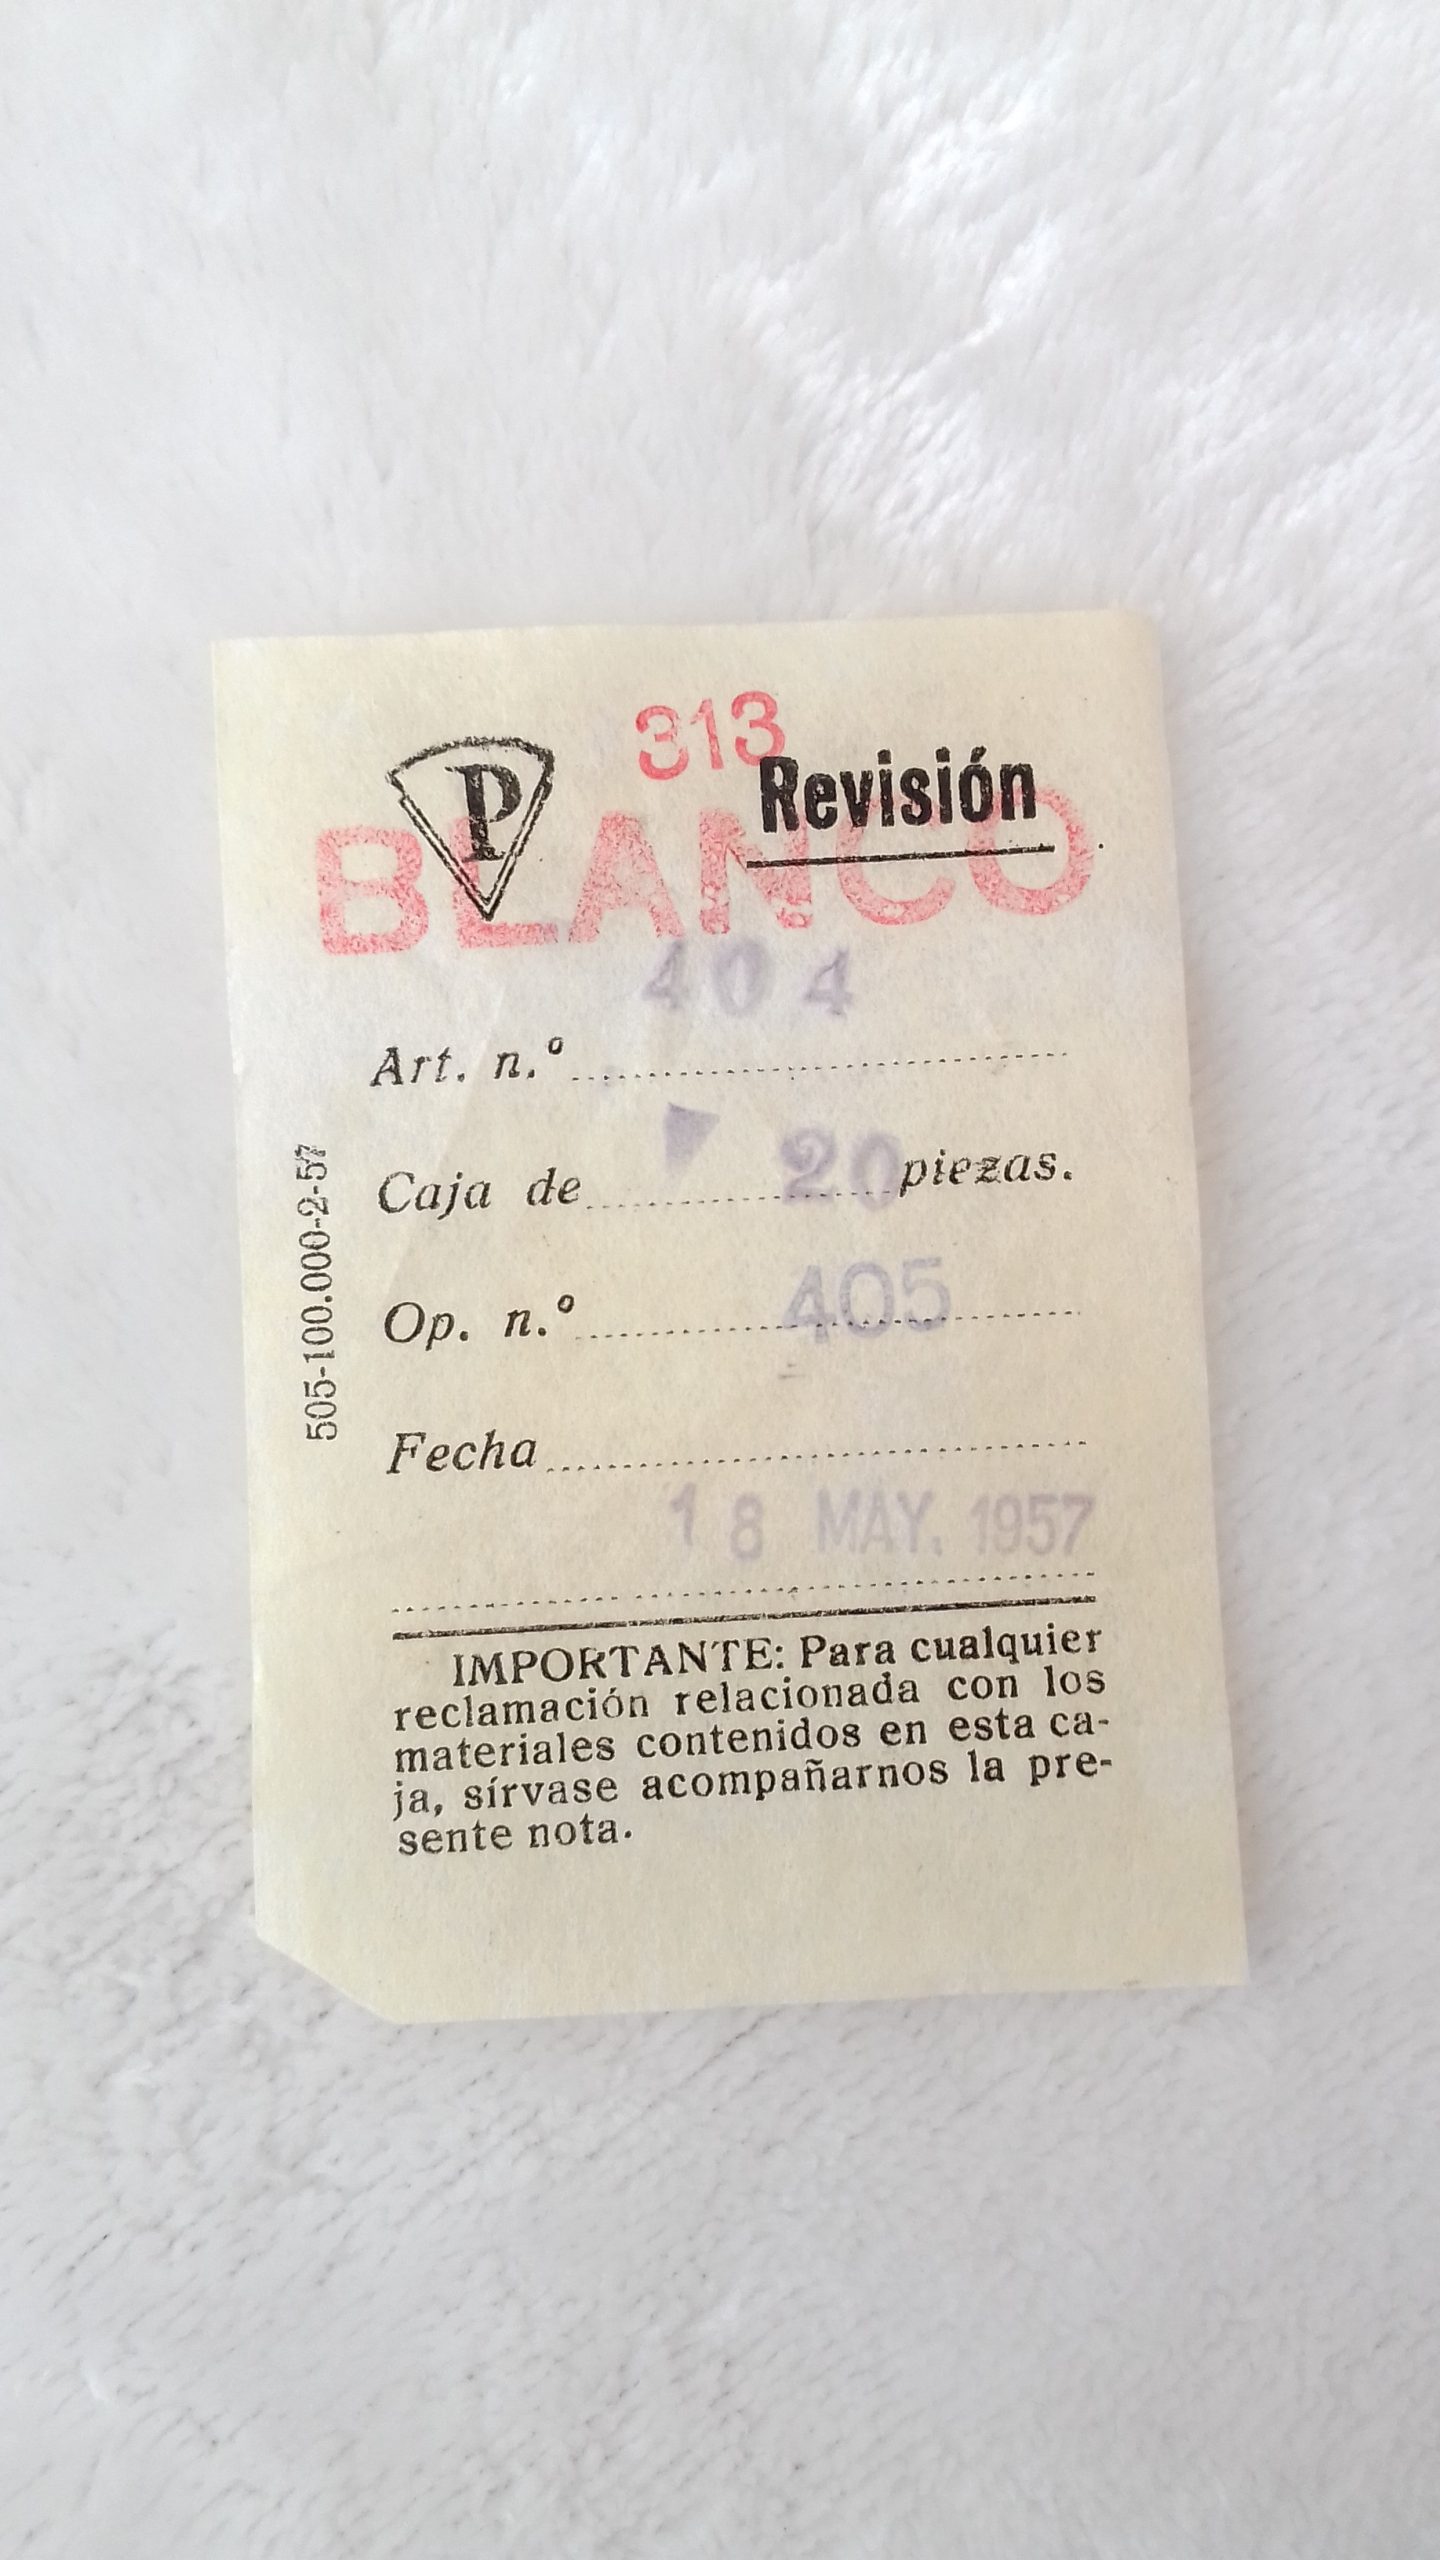 313
P Revisión
BLANCO
404
Art. n.º
Caja de 20 piezas.
Op. n.º 405
Fecha
18 MAY. 1957
IMPORTANTE: Para cualquier
reclamación relacionada con los
materiales contenidos en esta ca-
ja, sírvase acompañarnos la pre-
sente nota.
505-100.000-2-57